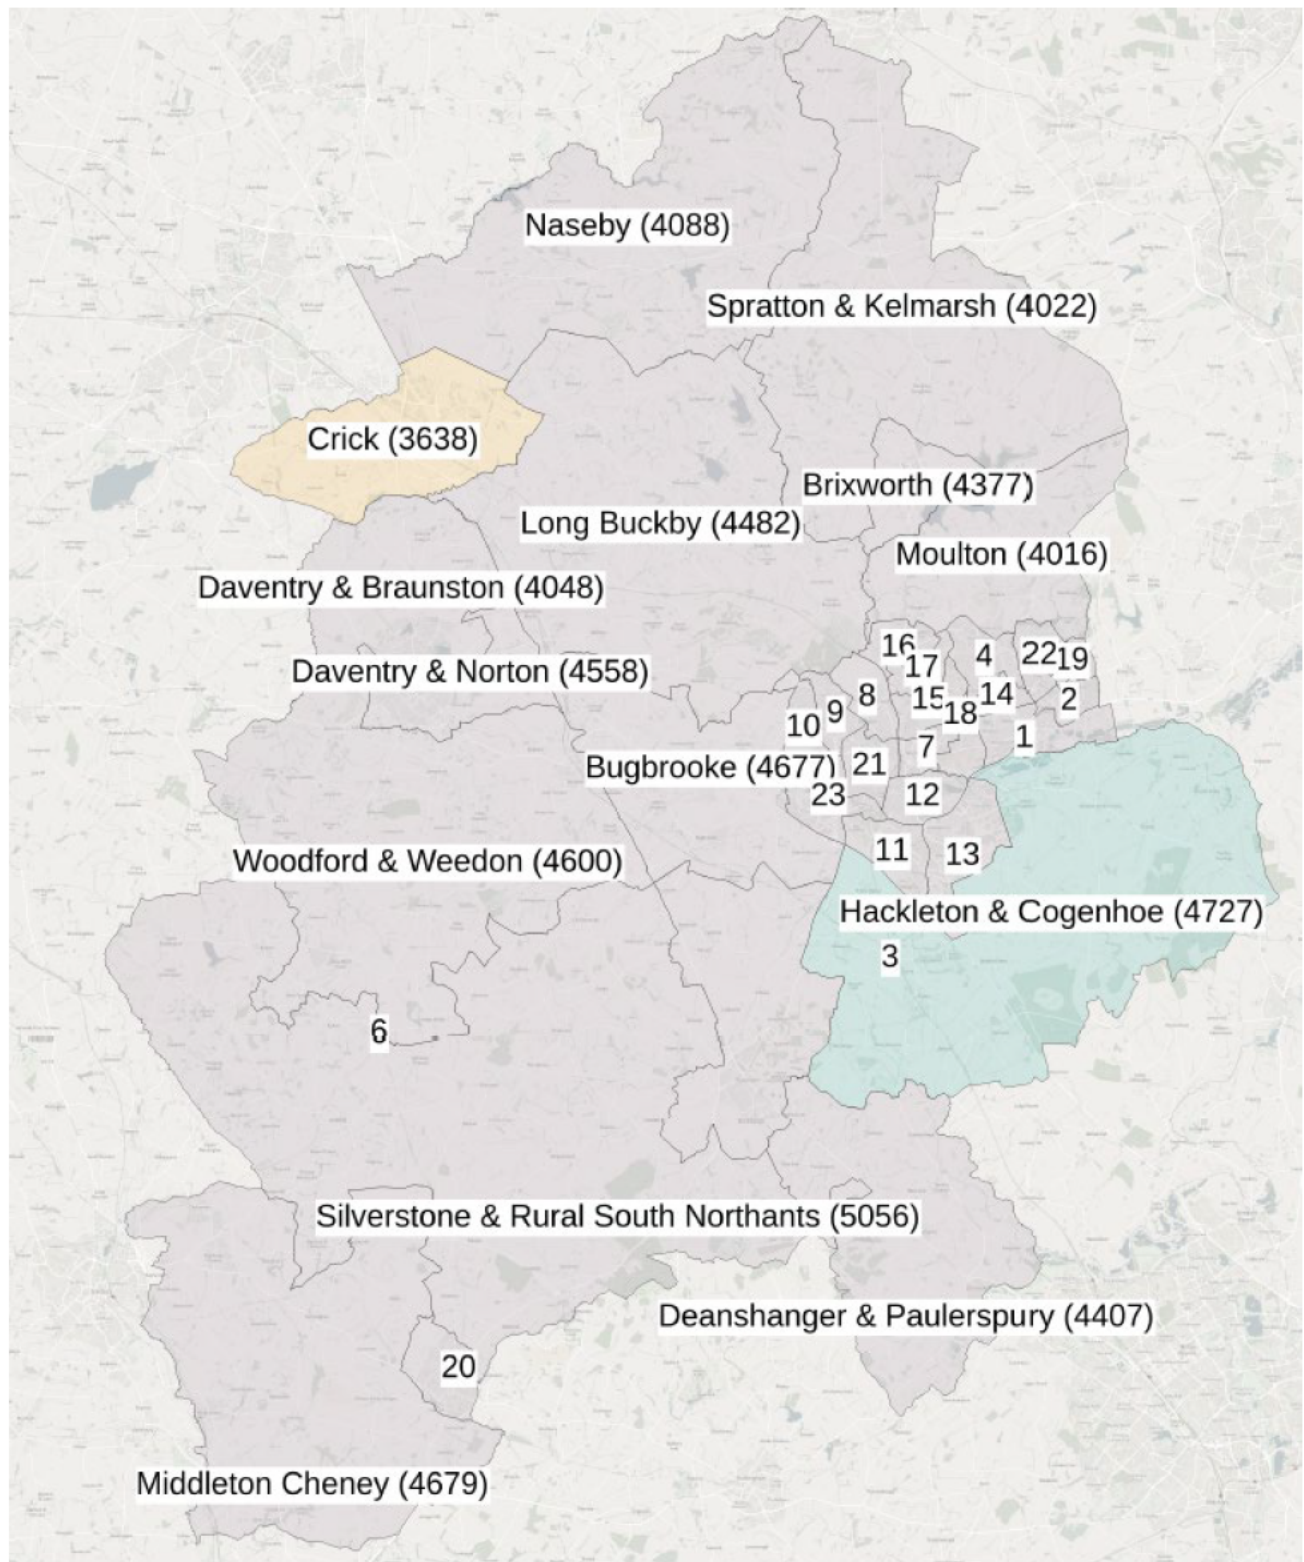 Naseby (4088)
Spratton & Kelmarsh (4022)
Crick (3638)
Brixworth (4377)
Long Buckby (4482)
Moulton (4016)
Daventry & Braunston (4048)
16
17
4
22
19
Daventry & Norton (4558)
8
15
14
2
9
18
10
1
7
Bugbrooke (4677)
21
23
12
Woodford & Weedon (4600)
11
13
Hackleton & Cogenhoe (4727)
3
6
Silverstone & Rural South Northants (5056)
Deanshanger & Paulerspury (4407)
20
Middleton Cheney (4679)